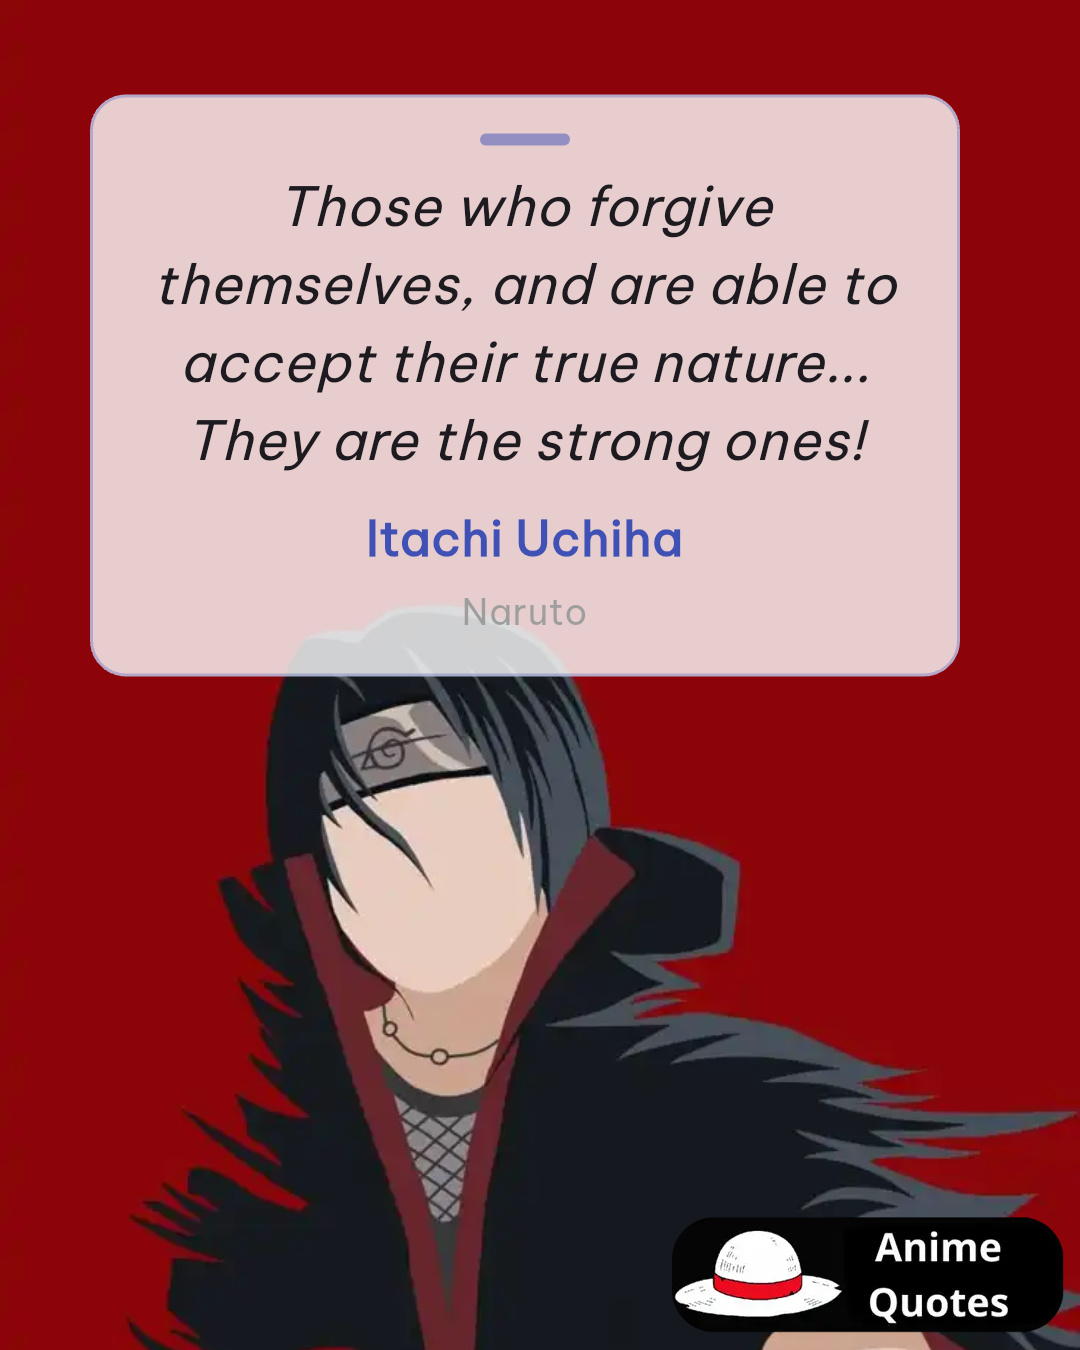 Those who forgive
themselves, and are able to
accept their true nature...
They are the strong ones!
Itachi Uchiha
Naruto
Anime
Quotes